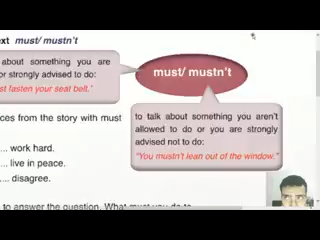 ext must/ mustn't
about something you are
or strongly advised to do:
st fasten your seat belt.'
must/ mustn't
to talk about something you aren't
allowed to do or you are strongly
advised not to do:
"You mustn't lean out of the window."
ces from the story with must
.... work hard.
.... live in peace.
.... disagree.
to answer the question. What must you do to